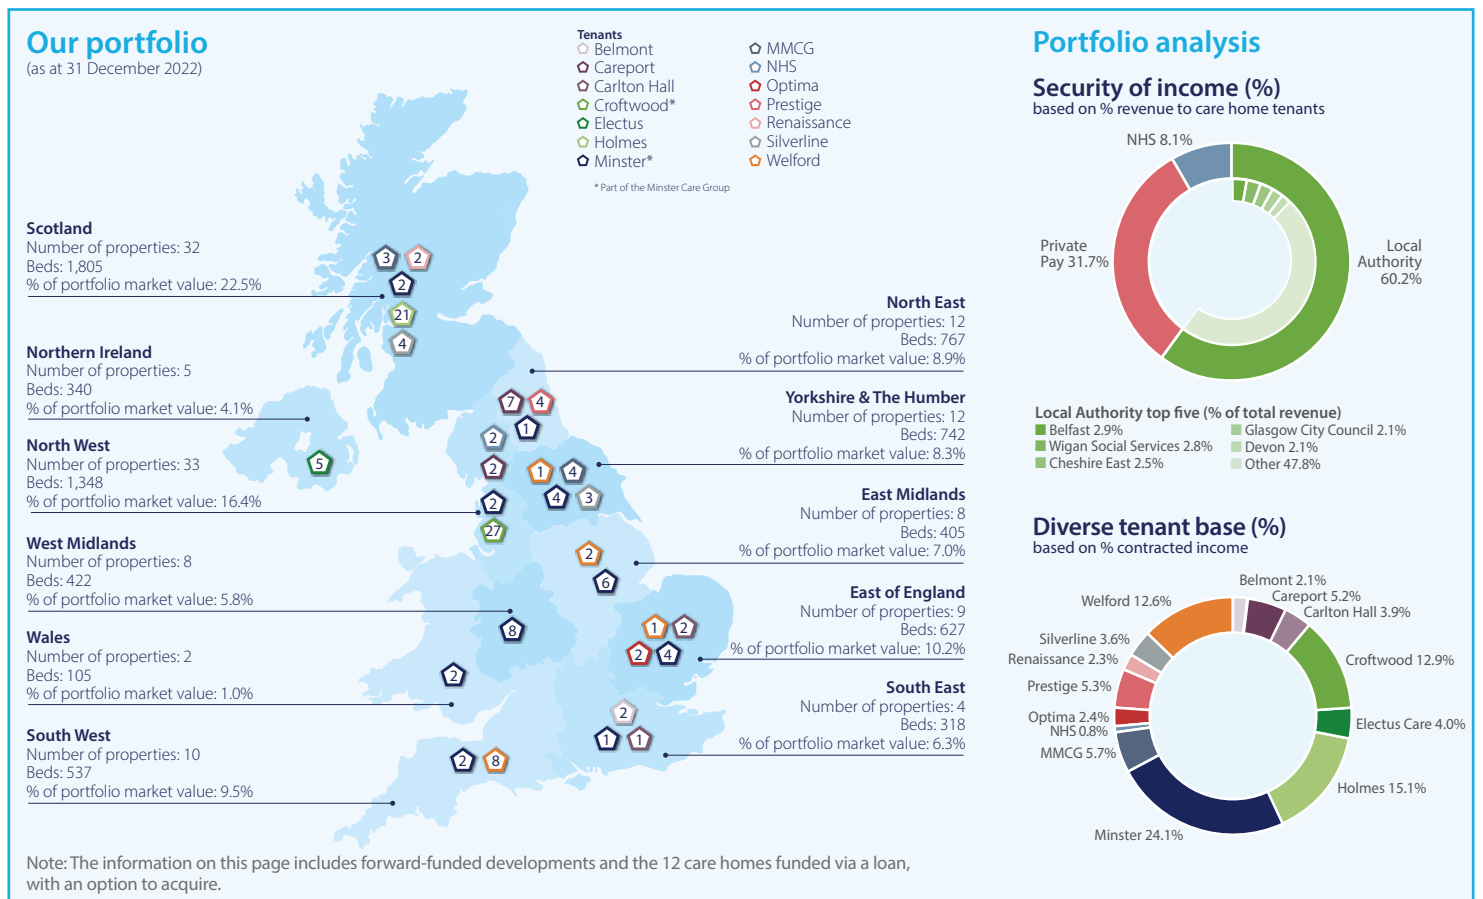 Our portfolio
(as at 31 December 2022)
Tenants
Belmont
Careport
Carlton Hall
Croftwood*
Electus
Holmes
Minster*
MMCG
NHS
Optima
Prestige
Renaissance
Silverline
Welford
* Part of the Minster Care Group
Scotland
Number of properties: 32
Beds: 1,805
% of portfolio market value: 22.5%
Northern Ireland
Number of properties: 5
Beds: 340
% of portfolio market value: 4.1%
North West
Number of properties: 33
Beds: 1,348
% of portfolio market value: 16.4%
West Midlands
Number of properties: 8
Beds: 422
% of portfolio market value: 5.8%
Wales
Number of properties: 2
Beds: 105
% of portfolio market value: 1.0%
South West
Number of properties: 10
Beds: 537
% of portfolio market value: 9.5%
3 2
2
21
4
7 4
1
2
2
2
27
1 4
4 3
5
2
6
8
1 2
2 4
2
2
1 1
2 8
North East
Number of properties: 12
Beds: 767
% of portfolio market value: 8.9%
Yorkshire & The Humber
Number of properties: 12
Beds: 742
% of portfolio market value: 8.3%
East Midlands
Number of properties: 8
Beds: 405
% of portfolio market value: 7.0%
East of England
Number of properties: 9
Beds: 627
% of portfolio market value: 10.2%
South East
Number of properties: 4
Beds: 318
% of portfolio market value: 6.3%
Note: The information on this page includes forward-funded developments and the 12 care homes funded via a loan,
with an option to acquire.
Portfolio analysis
Security of income (%)
based on % revenue to care home tenants
NHS 8.1%
Private
Pay 31.7%
Local
Authority
60.2%
Local Authority top five (% of total revenue)
Belfast 2.9%
Wigan Social Services 2.8%
Cheshire East 2.5%
Glasgow City Council 2.1%
Devon 2.1%
Other 47.8%
Diverse tenant base (%)
based on % contracted income
Belmont 2.1%
Careport 5.2%
Carlton Hall 3.9%
Croftwood 12.9%
Electus Care 4.0%
Holmes 15.1%
Minster 24.1%
MMCG 5.7%
NHS 0.8%
Optima 2.4%
Prestige 5.3%
Renaissance 2.3%
Silverline 3.6%
Welford 12.6%